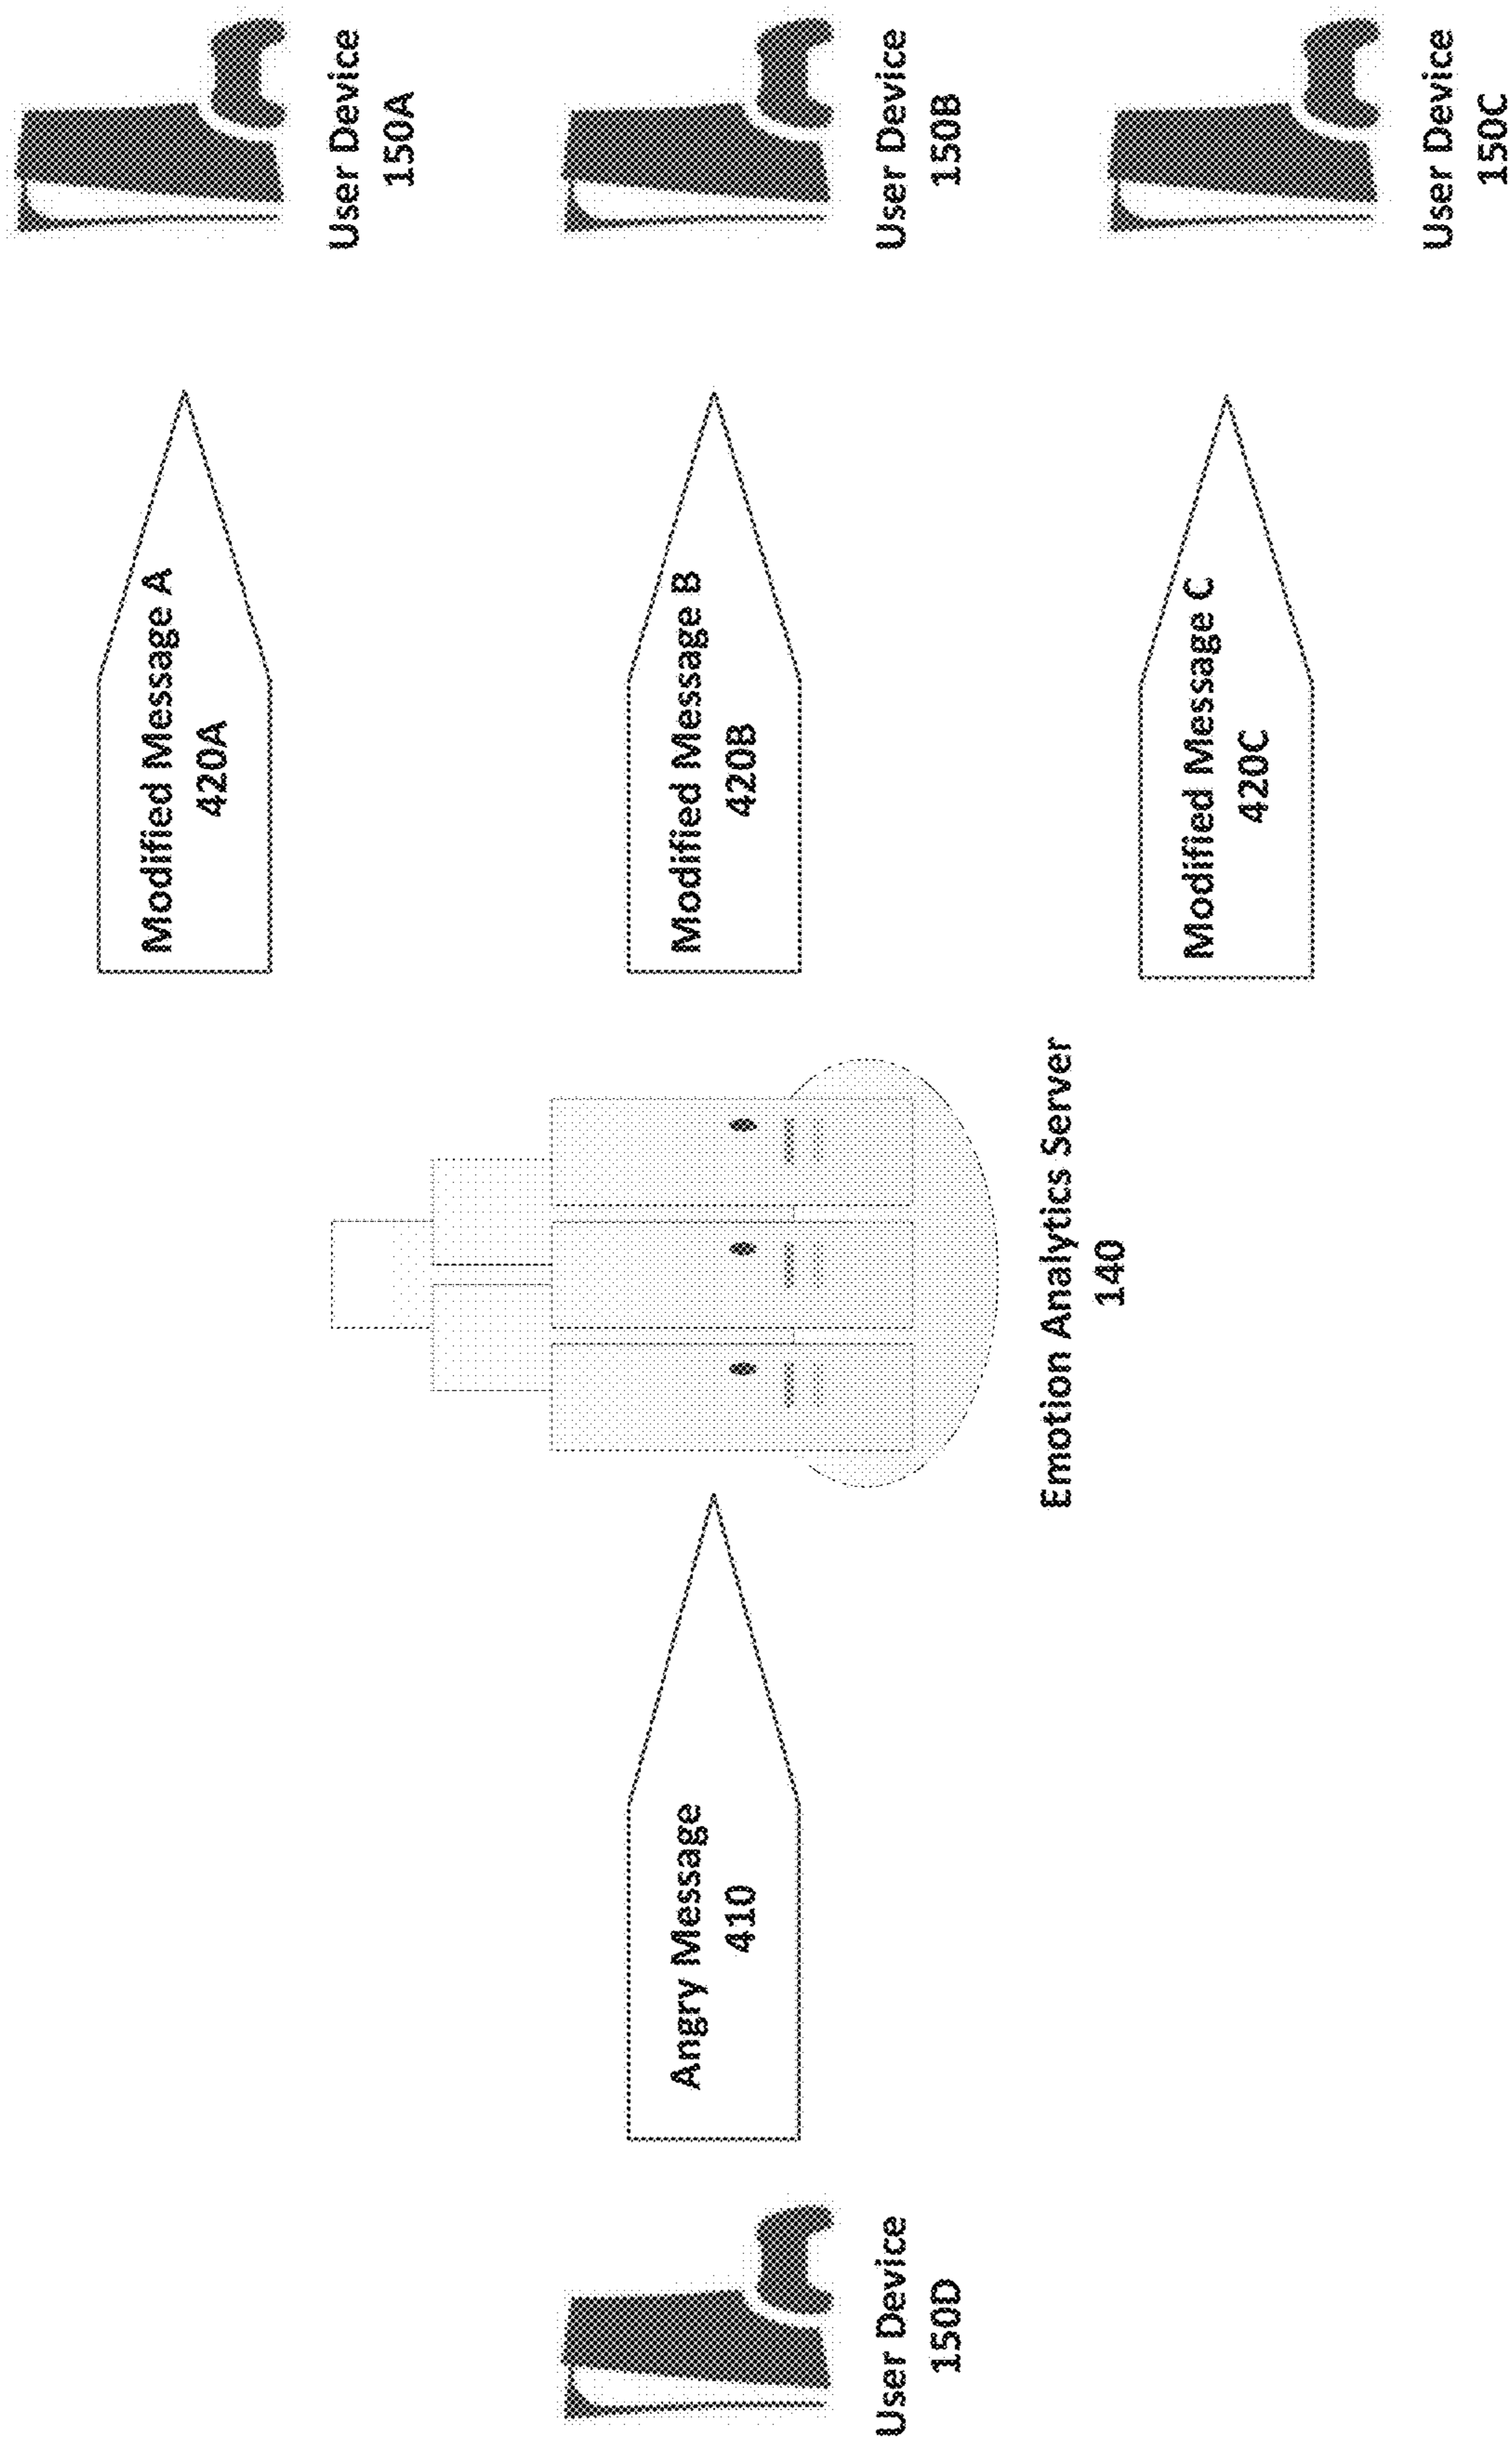 User Device
150D
Angry Message
410
Emotion Analytics Server
140
Modified Message A
420A
Modified Message B
420B
Modified Message C
420C
User Device
150A
User Device
150B
User Device
150C